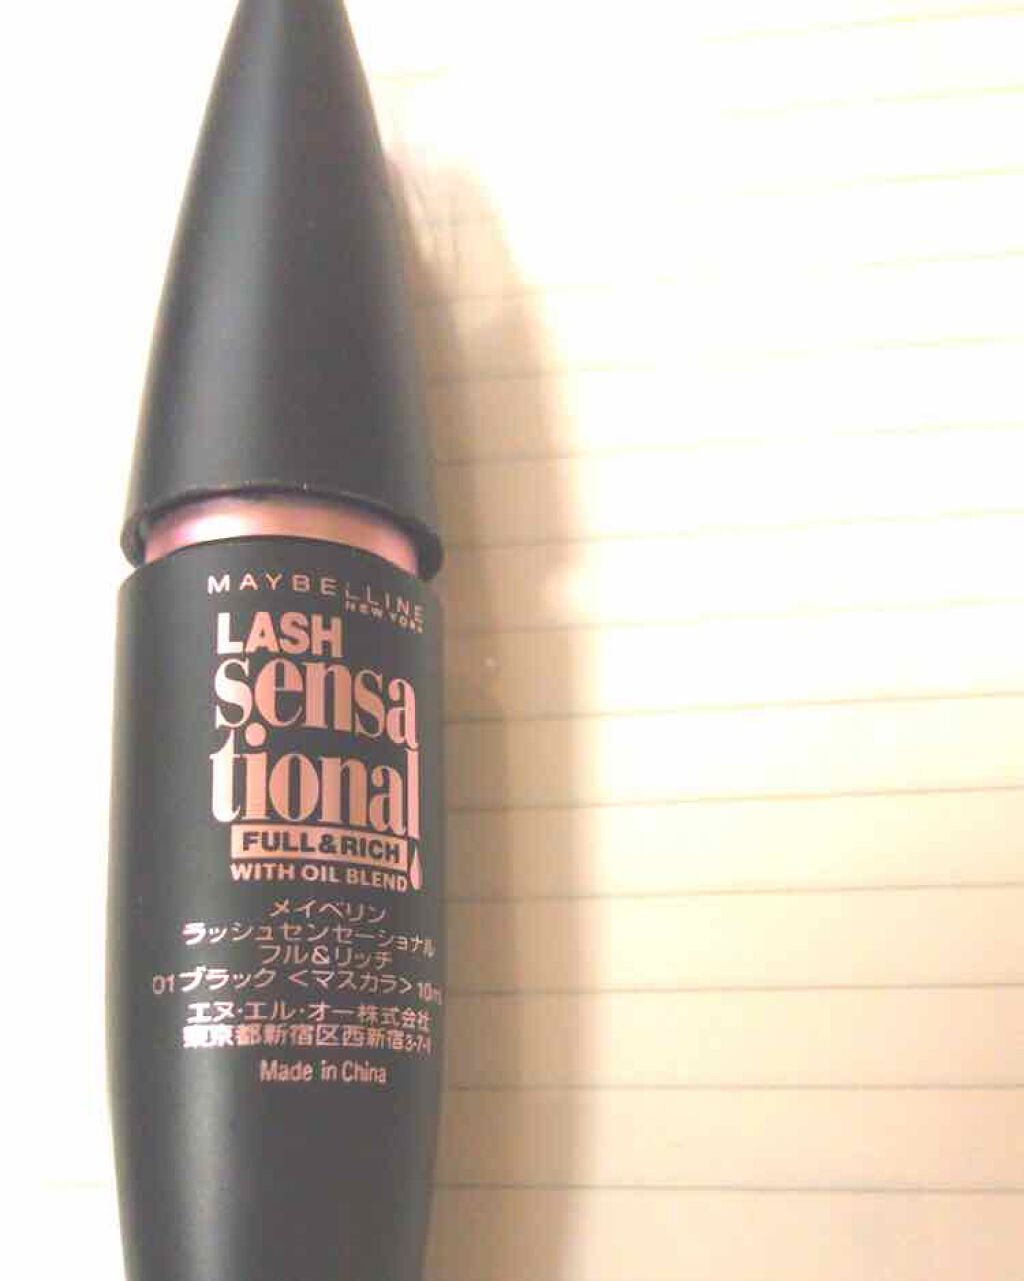 MAYBELLINE
NEW YORK
LASH
sensa
tional
FULL&RICH
WITH OIL BLEND
メイベリン
ラッシュセンセーショナル
フル&リッチ
01ブラック <マスカラ> 10ml
エヌ・エル・オー株式会社
東京都新宿区西新宿3-7-1
Made in China